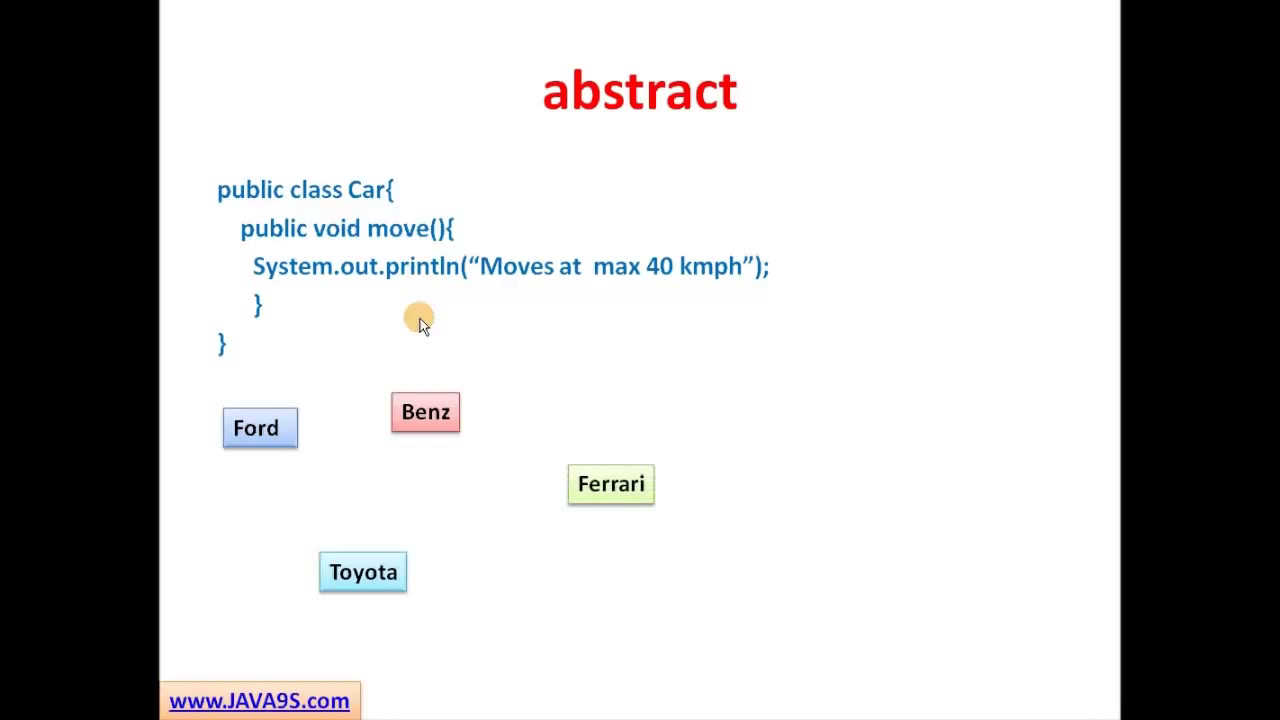 abstract
public class Car{
public void move(){
System.out.println(“Moves at  max 40 kmph”);
}
}
Ford
Benz
Ferrari
Toyota
www.JAVA9S.com